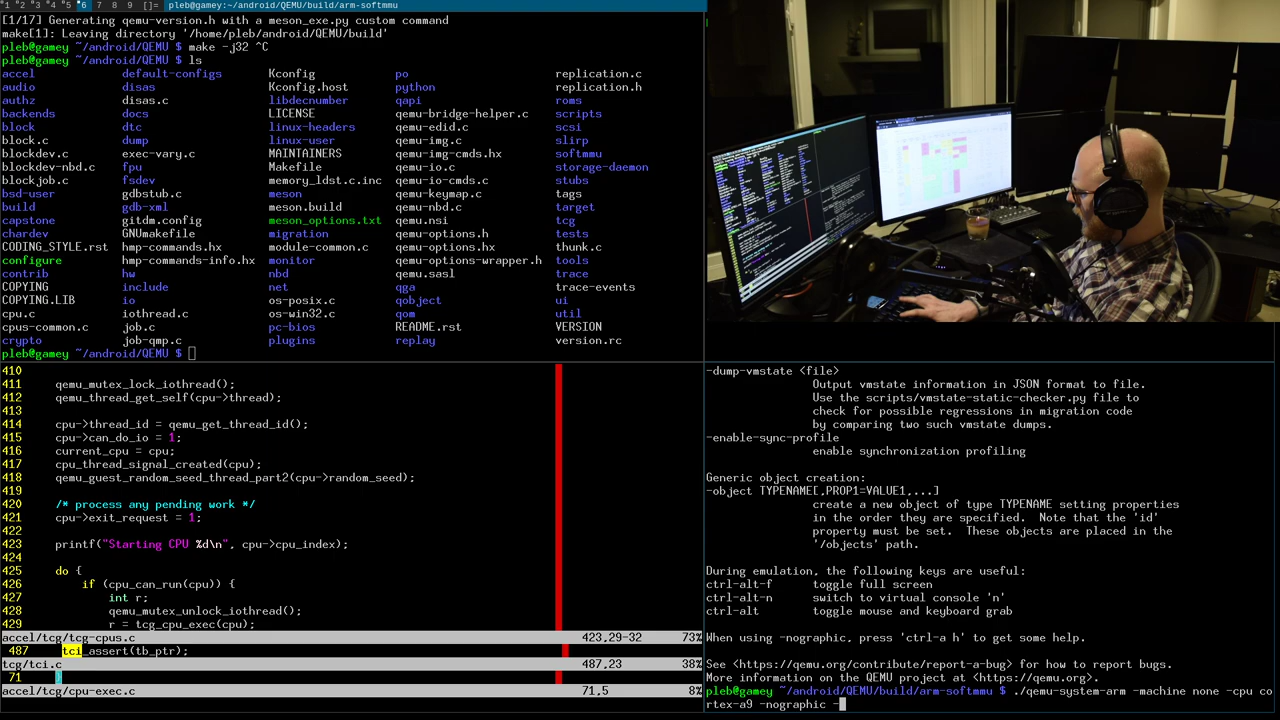 1 2 3 4 5 6 7 8 9 []= pleb@gamey:~/android/QEMU/build/arm-softmmu
[1/17] Generating qemu-version.h with a meson_exe.py custom command
make[1]: Leaving directory '/home/pleb/android/QEMU/build'
pleb@gamey ~/android/QEMU $ make -j32 ^C
pleb@gamey ~/android/QEMU $ ls
accel default-configs Kconfig po replication.c
audio disas Kconfig.host python replication.h
authz disas.c libdecnumber qapi roms
backends docs LICENSE qemu-bridge-helper.c scripts
block dtc linux-headers qemu-edid.c scsi
block.c dump linux-user qemu-img.c slirp
blockdev.c exec-vary.c MAINTAINERS qemu-img-cmds.hx softmmu
blockdev-nbd.c fpu Makefile qemu-io.c storage-daemon
blockjob.c fsdev memory_ldst.c.inc qemu-io-cmds.c stubs
bsd-user gdbstub.c meson qemu-keymap.c tags
build gdb-xml meson.build qemu-nbd.c target
capstone gitdm.config meson_options.txt qemu.nsi tcg
chardev GNUmakefile migration qemu-options.h tests
CODING_STYLE.rst hmp-commands.hx module-common.c qemu-options.hx thunk.c
configure hmp-commands-info.hx monitor qemu-options-wrapper.h tools
contrib hw nbd qemu.sasl trace
COPYING include net qga trace-events
COPYING.LIB io os-posix.c qobject ui
cpu.c iothread.c os-win32.c qom util
cpus-common.c job.c pc-bios README.rst VERSION
crypto job-qmp.c plugins replay version.rc
pleb@gamey ~/android/QEMU $
410
411 qemu_mutex_lock_iothread();
412 qemu_thread_get_self(cpu->thread);
413
414 cpu->thread_id = qemu_get_thread_id();
415 cpu->can_do_io = 1;
416 current_cpu = cpu;
417 cpu_thread_signal_created(cpu);
418 qemu_guest_random_seed_thread_part2(cpu->random_seed);
419
420 /* process any pending work */
421 cpu->exit_request = 1;
422
423 printf("Starting CPU %d\n", cpu->cpu_index);
424
425 do {
426 if (cpu_can_run(cpu)) {
427 int r;
428 qemu_mutex_unlock_iothread();
429 r = tcg_cpu_exec(cpu);
accel/tcg/tcg-cpus.c 423,29-32 73%
487 tci_assert(tb_ptr);
tcg/tci.c 487,23 38%
71 }
accel/tcg/cpu-exec.c 71,5 8%
-dump-vmstate <file>
Output vmstate information in JSON format to file.
Use the scripts/vmstate-static-checker.py file to
check for possible regressions in migration code
by comparing two such vmstate dumps.
-enable-sync-profile
enable synchronization profiling
Generic object creation:
-object TYPENAME[,PROP1=VALUE1,...]
create a new object of type TYPENAME setting properties
in the order they are specified. Note that the 'id'
property must be set. These objects are placed in the
'/objects' path.
During emulation, the following keys are useful:
ctrl-alt-f toggle full screen
ctrl-alt-n switch to virtual console 'n'
ctrl-alt toggle mouse and keyboard grab
When using -nographic, press 'ctrl-a h' to get some help.
See <https://qemu.org/contribute/report-a-bug> for how to report bugs.
More information on the QEMU project at <https://qemu.org>.
pleb@gamey ~/android/QEMU/build/arm-softmmu $ ./qemu-system-arm -machine none -cpu co
rtex-a9 -nographic -